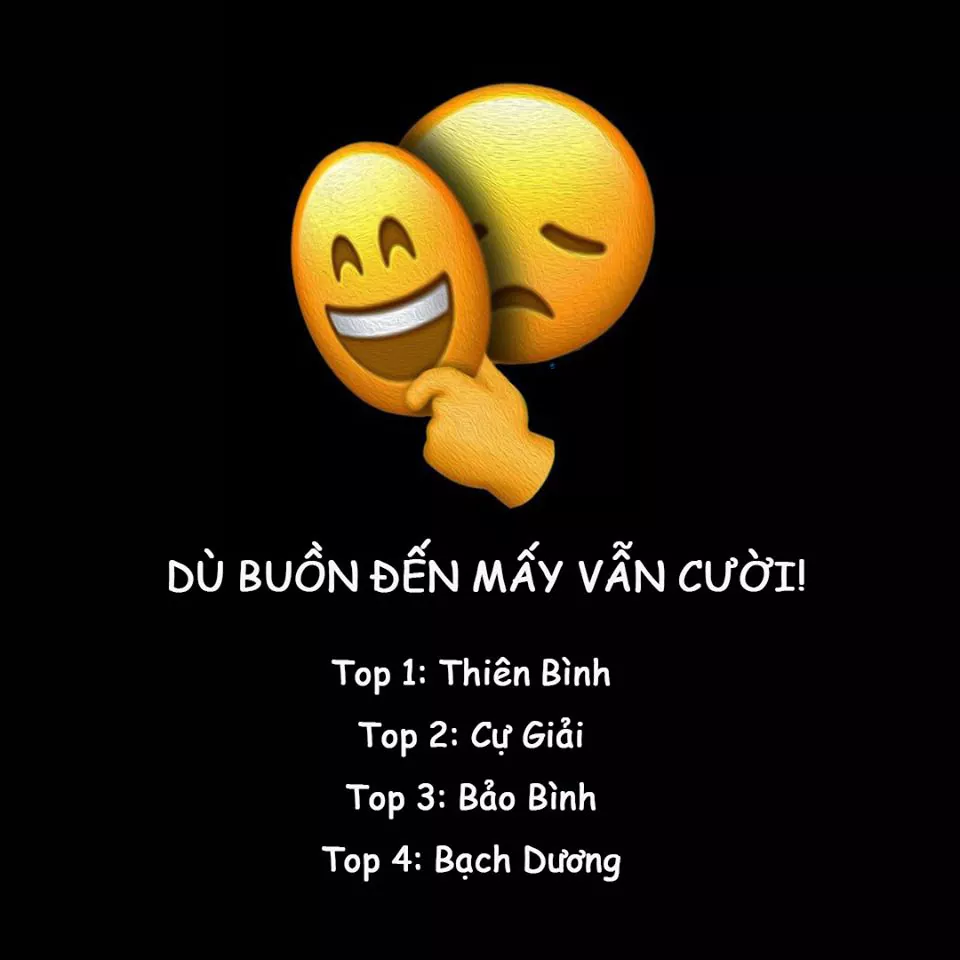 DÙ BUỒN ĐẾN MẤY VẪN CƯỜI!
Top 1: Thiên Bình
Top 2: Cự Giải
Top 3: Bảo Bình
Top 4: Bạch Dương